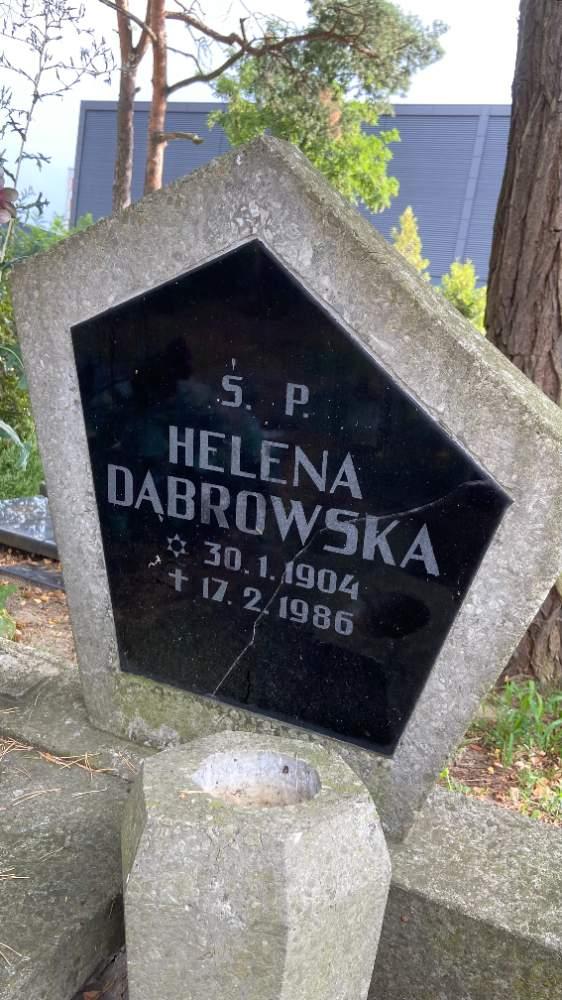 Ś. P.
HELENA
DĄBROWSKA
✡ 30.1.1904
✝ 17.2.1986